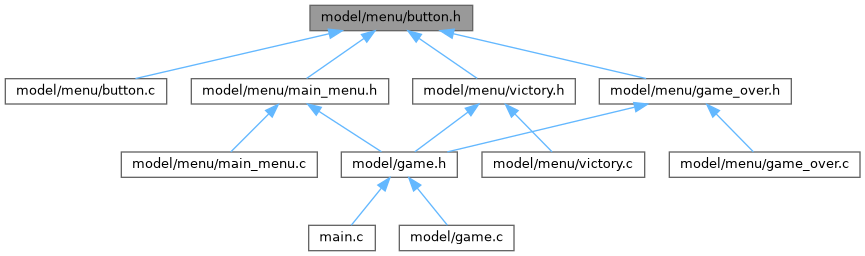 model/menu/button.h
model/menu/button.c
model/menu/main_menu.h
model/menu/victory.h
model/menu/game_over.h
model/menu/main_menu.c
model/game.h
model/menu/victory.c
model/menu/game_over.c
main.c
model/game.c